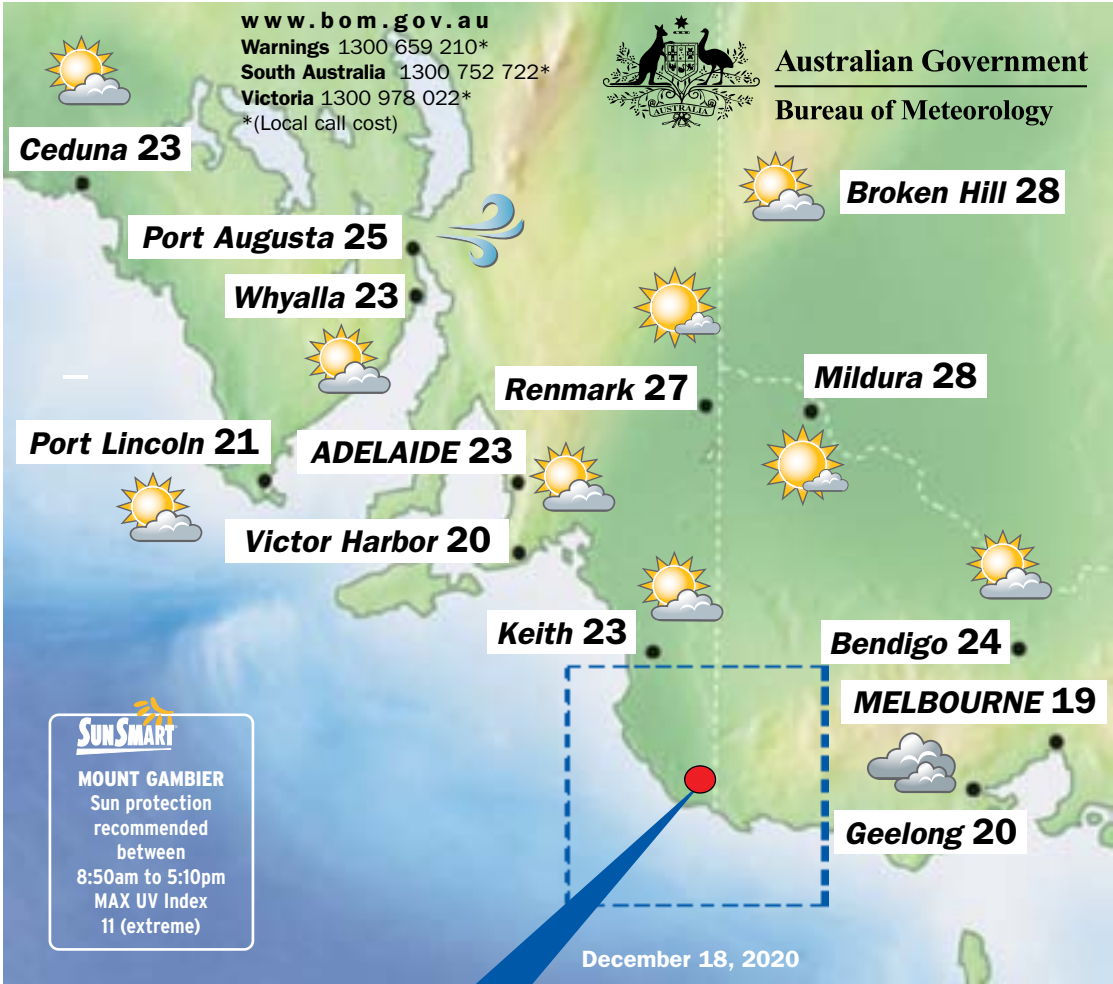 www.bom.gov.au
Warnings 1300 659 210*
South Australia 1300 752 722*
Victoria 1300 978 022*
*(Local call cost)
AUSTRALIA
Australian Government
Bureau of Meteorology
Ceduna 23
Broken Hill 28
Port Augusta 25
Whyalla 23
Renmark 27
Mildura 28
Port Lincoln 21
ADELAIDE 23
Victor Harbor 20
Keith 23
Bendigo 24
MELBOURNE 19
Geelong 20
SUNSMART
MOUNT GAMBIER
Sun protection
recommended
between
8:50am to 5:10pm
MAX UV Index
11 (extreme)
December 18, 2020